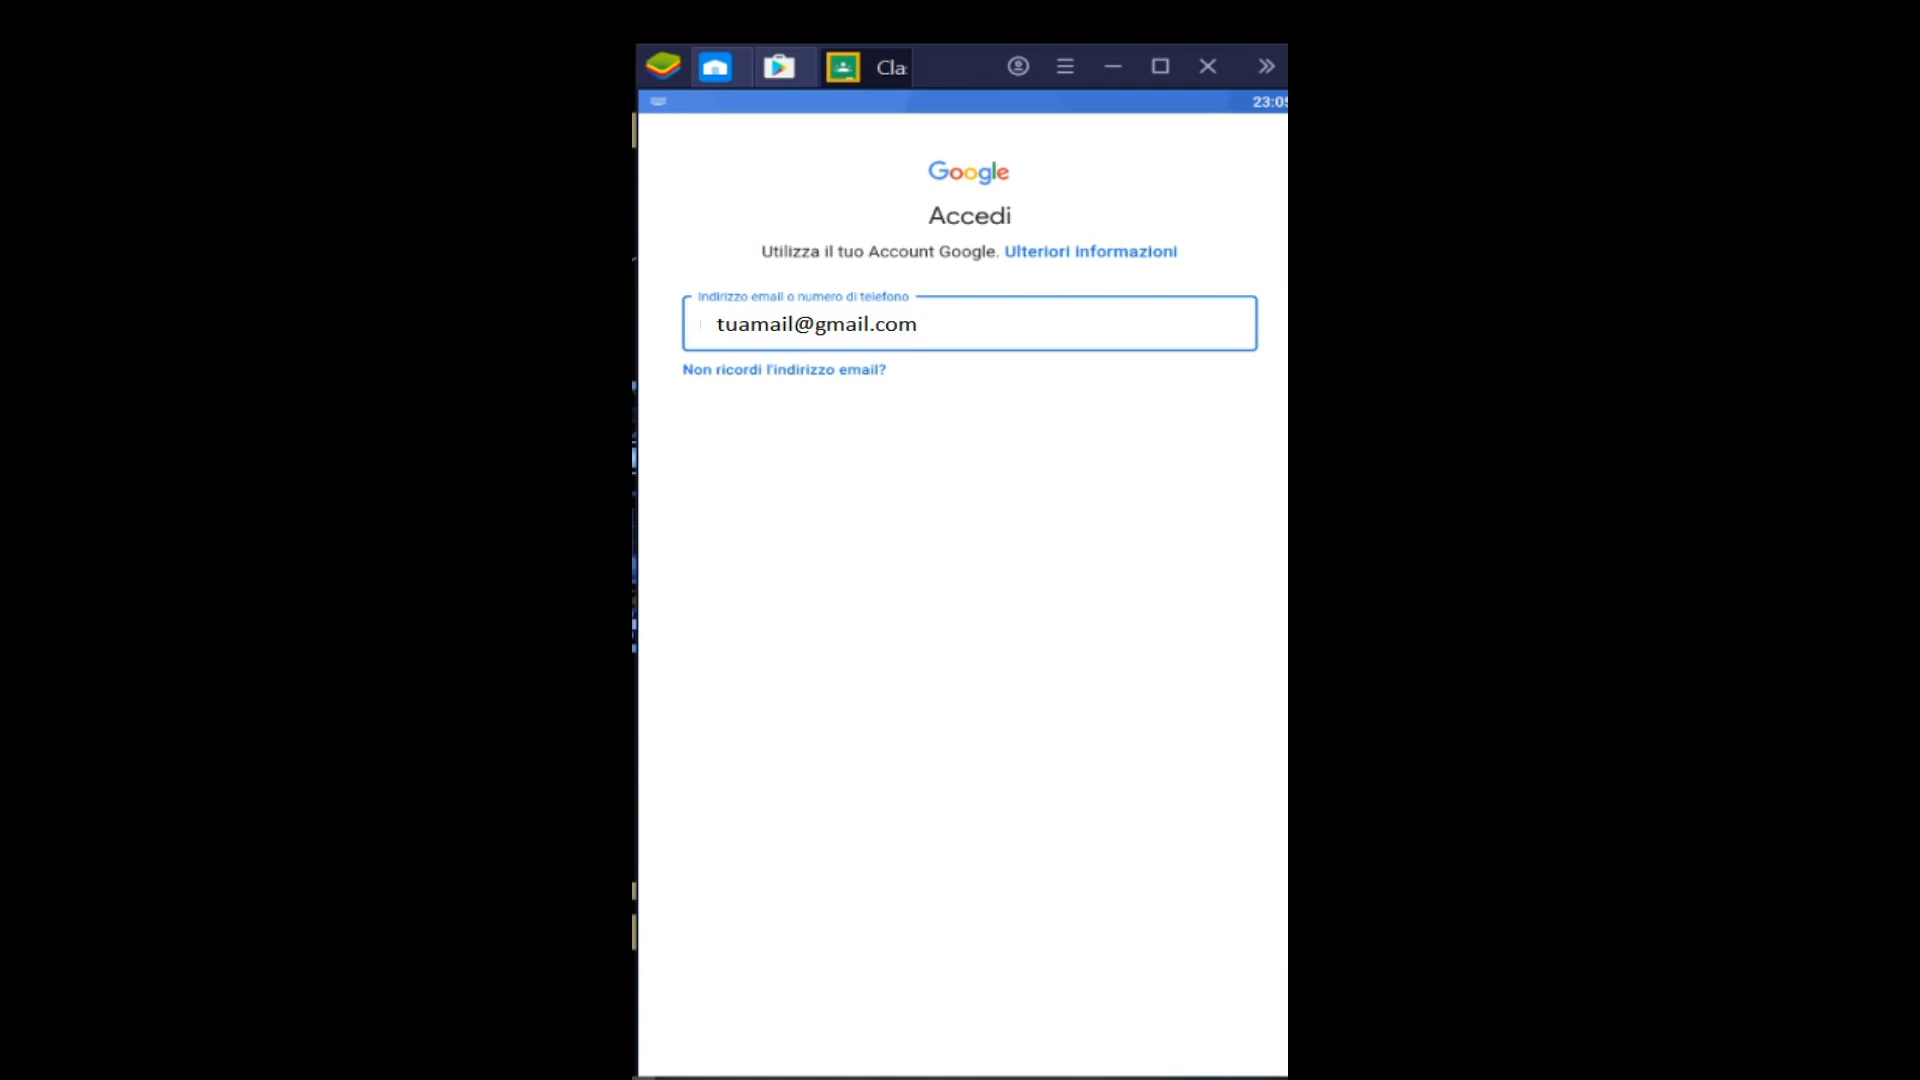 Cla
23:05
Google
Accedi
Utilizza il tuo Account Google. Ulteriori informazioni
Indirizzo email o numero di telefono
tuamail@gmail.com
Non ricordi l'indirizzo email?